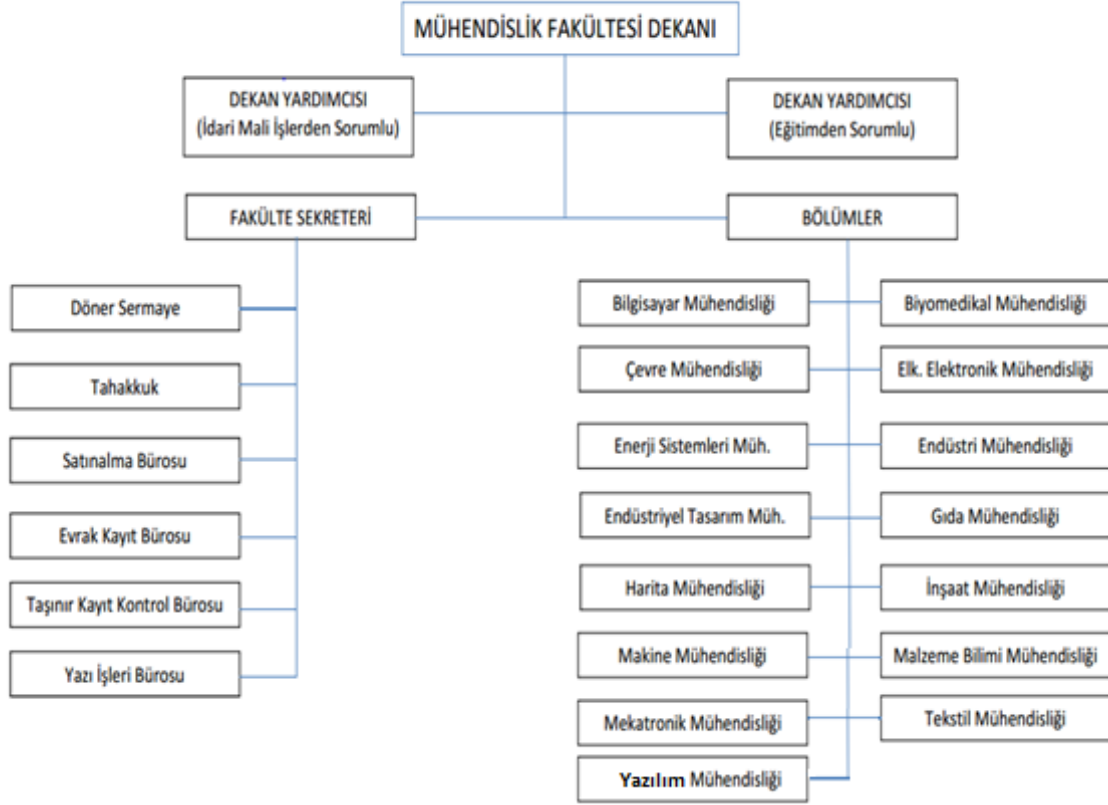 MÜHENDİSLİK FAKÜLTESİ DEKANI
DEKAN YARDIMCISI
(İdari Mali İşlerden Sorumlu)
DEKAN YARDIMCISI
(Eğitimden Sorumlu)
FAKÜLTE SEKRETERİ
BÖLÜMLER
Döner Sermaye
Tahakkuk
Satınalma Bürosu
Evrak Kayıt Bürosu
Taşınır Kayıt Kontrol Bürosu
Yazı İşleri Bürosu
Bilgisayar Mühendisliği
Biyomedikal Mühendisliği
Çevre Mühendisliği
Elk. Elektronik Mühendisliği
Enerji Sistemleri Müh.
Endüstri Mühendisliği
Endüstriyel Tasarım Müh.
Gıda Mühendisliği
Harita Mühendisliği
İnşaat Mühendisliği
Makine Mühendisliği
Malzeme Bilimi Mühendisliği
Mekatronik Mühendisliği
Tekstil Mühendisliği
Yazılım Mühendisliği